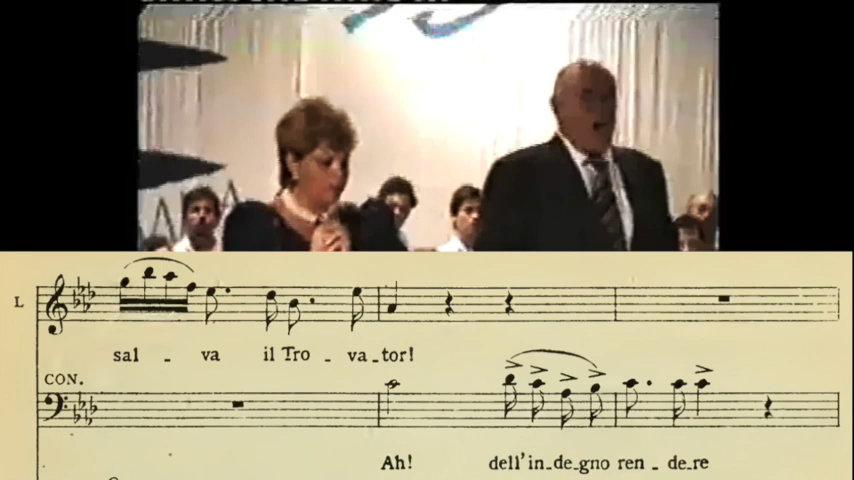 L
sal - va il Tro - va-tor!
CON.
Ah! dell'in-de-gno ren - de-re